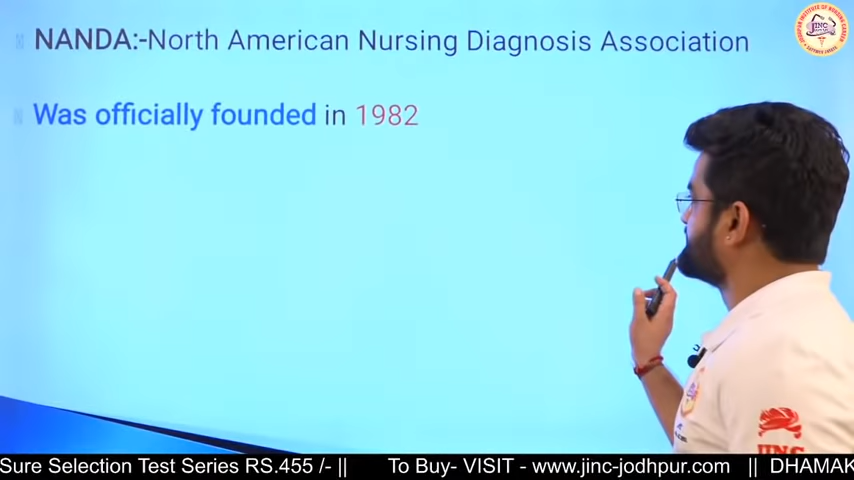 NANDA:-North American Nursing Diagnosis Association
Was officially founded in 1982
JINC
Sure Selection Test Series RS.455 /- || To Buy- VISIT - www.jinc-jodhpur.com || DHAMAK